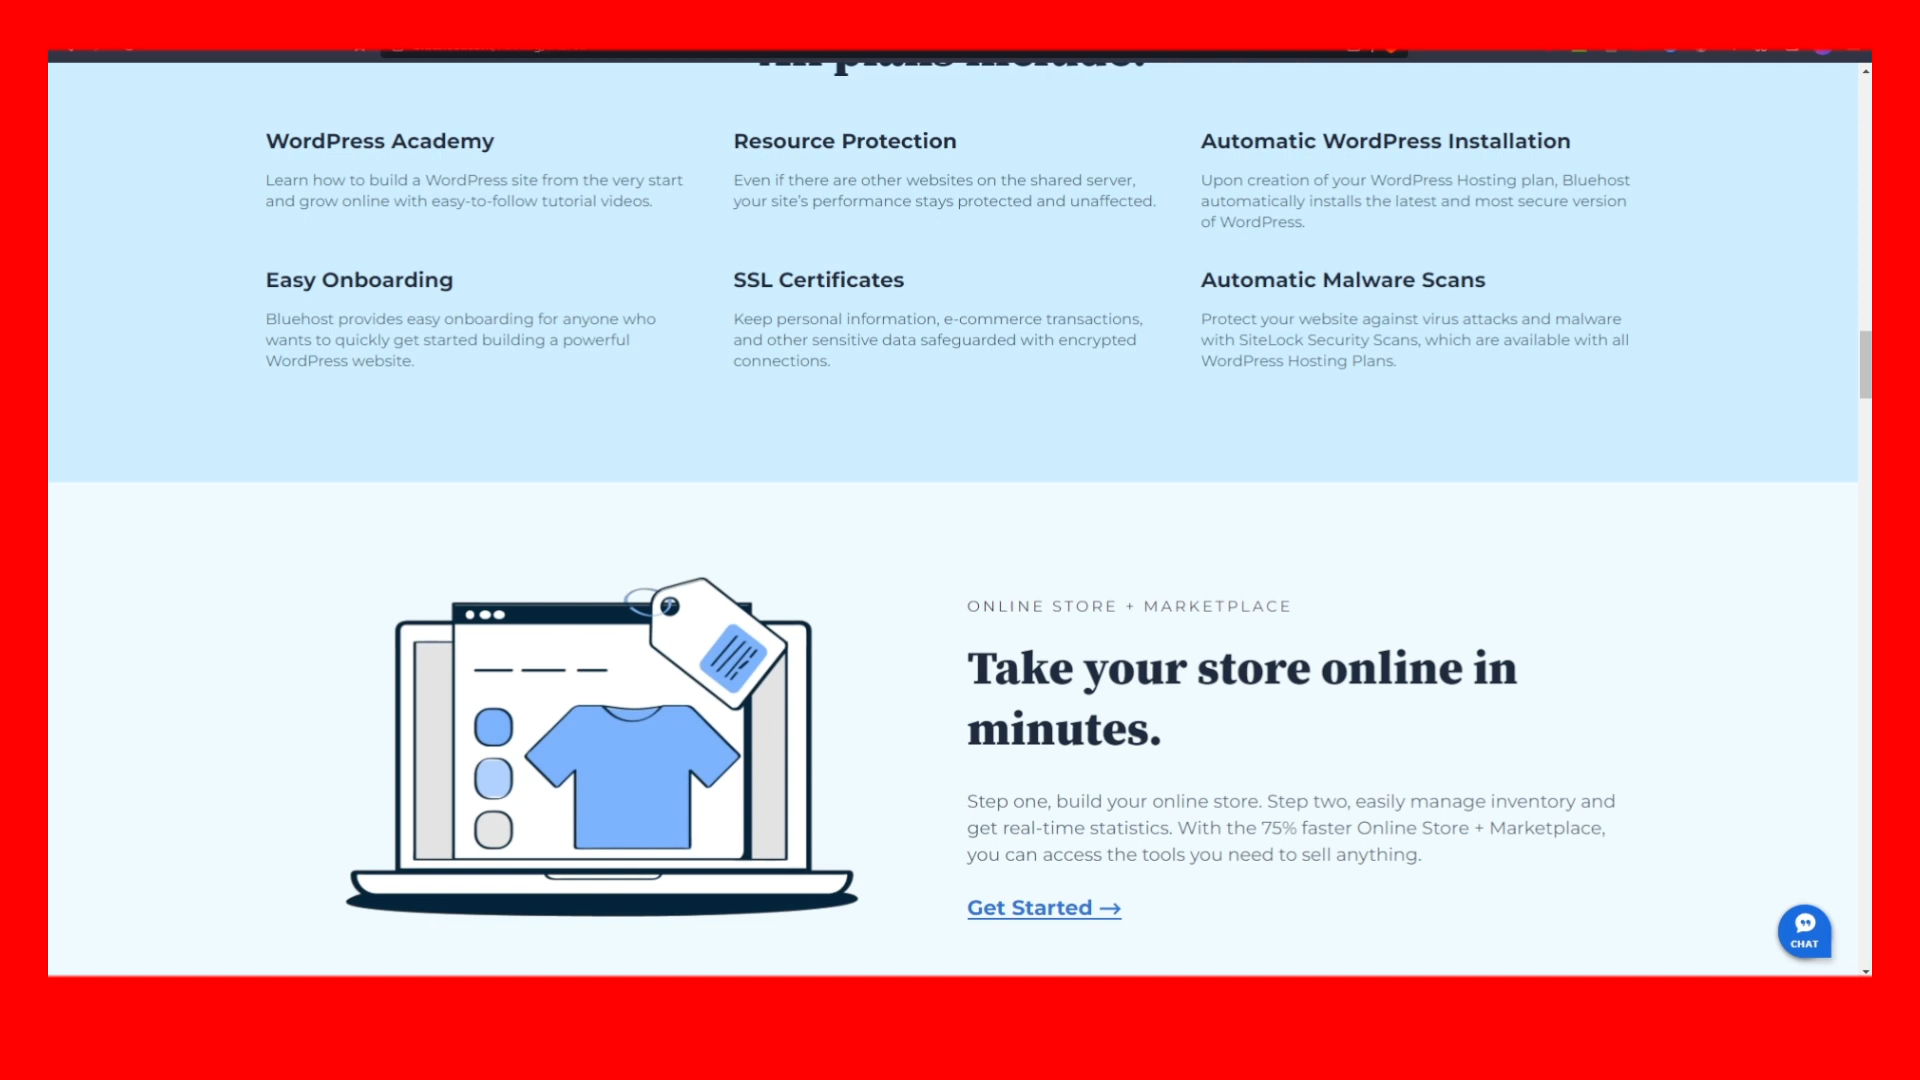 All plans include:
WordPress Academy
Learn how to build a WordPress site from the very start
and grow online with easy-to-follow tutorial videos.
Resource Protection
Even if there are other websites on the shared server,
your site's performance stays protected and unaffected.
Automatic WordPress Installation
Upon creation of your WordPress Hosting plan, Bluehost
automatically installs the latest and most secure version
of WordPress.
Easy Onboarding
Bluehost provides easy onboarding for anyone who
wants to quickly get started building a powerful
WordPress website.
SSL Certificates
Keep personal information, e-commerce transactions,
and other sensitive data safeguarded with encrypted
connections.
Automatic Malware Scans
Protect your website against virus attacks and malware
with SiteLock Security Scans, which are available with all
WordPress Hosting Plans.
ONLINE STORE + MARKETPLACE
Take your store online in
minutes.
Step one, build your online store. Step two, easily manage inventory and
get real-time statistics. With the 75% faster Online Store + Marketplace,
you can access the tools you need to sell anything.
Get Started →
CHAT